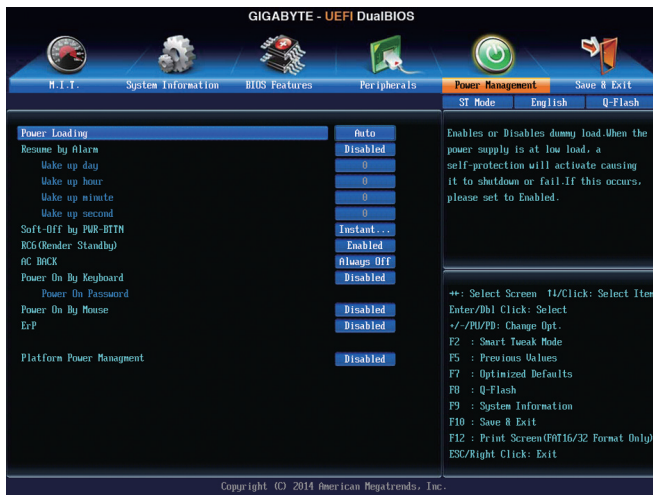 GIGABYTE - UEFI DualBIOS
M.I.T.
System Information
BIOS Features
Peripherals
Power Management
Save & Exit
ST Mode
English
Q-Flash
Power Loading Auto
Resume by Alarm Disabled
Wake up day 0
Wake up hour 0
Wake up minute 0
Wake up second 0
Soft-Off by PWR-BTTN Instant...
RC6(Render Standby) Enabled
AC BACK Always Off
Power On By Keyboard Disabled
Power On Password
Power On By Mouse Disabled
ErP Disabled
Platform Power Managment Disabled
Enables or Disables dummy load.When the
power supply is at low load, a
self-protection will activate causing
it to shutdown or fail.If this occurs,
please set to Enabled.
→←: Select Screen ↑↓/Click: Select Item
Enter/Dbl Click: Select
+/-/PU/PD: Change Opt.
F2 : Smart Tweak Mode
F5 : Previous Values
F7 : Optimized Defaults
F8 : Q-Flash
F9 : System Information
F10 : Save & Exit
F12 : Print Screen(FAT16/32 Format Only)
ESC/Right Click: Exit
Copyright (C) 2014 American Megatrends, Inc.